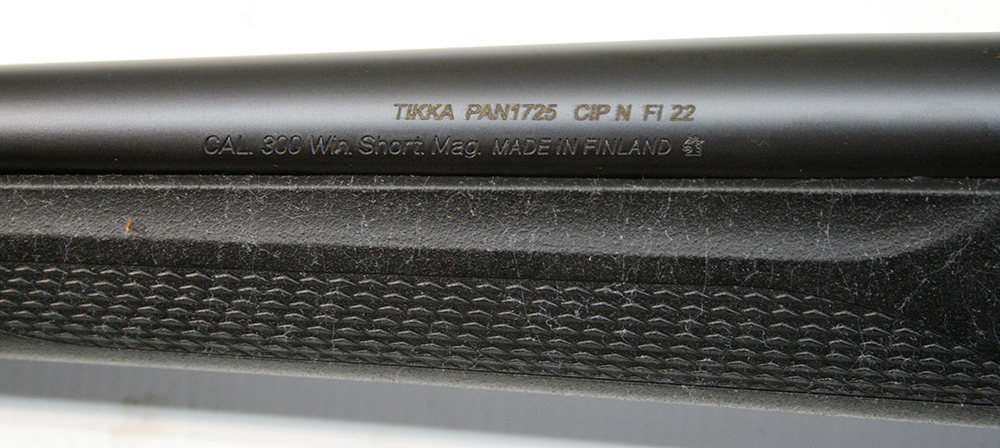 TIKKA PAN1725 CIP N FI 22
CAL. 300 Win. Short. Mag. MADE IN FINLAND